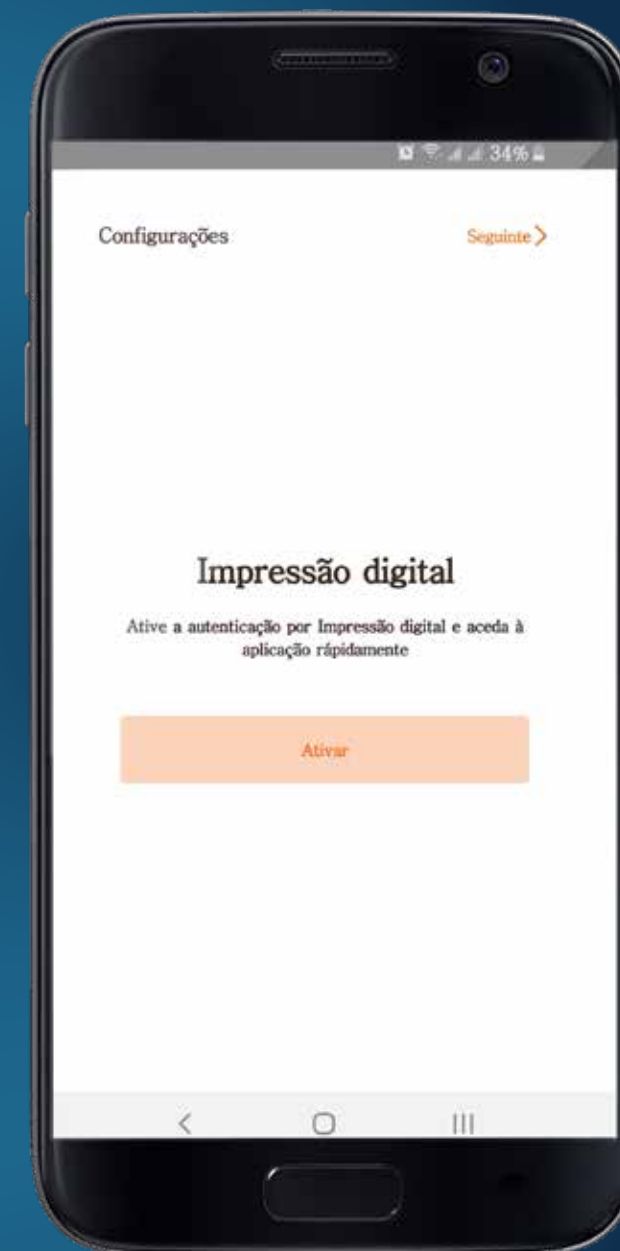 34%
Configurações
Seguinte
Impressão digital
Ative a autenticação por Impressão digital e aceda à
aplicação rápidamente
Ativar